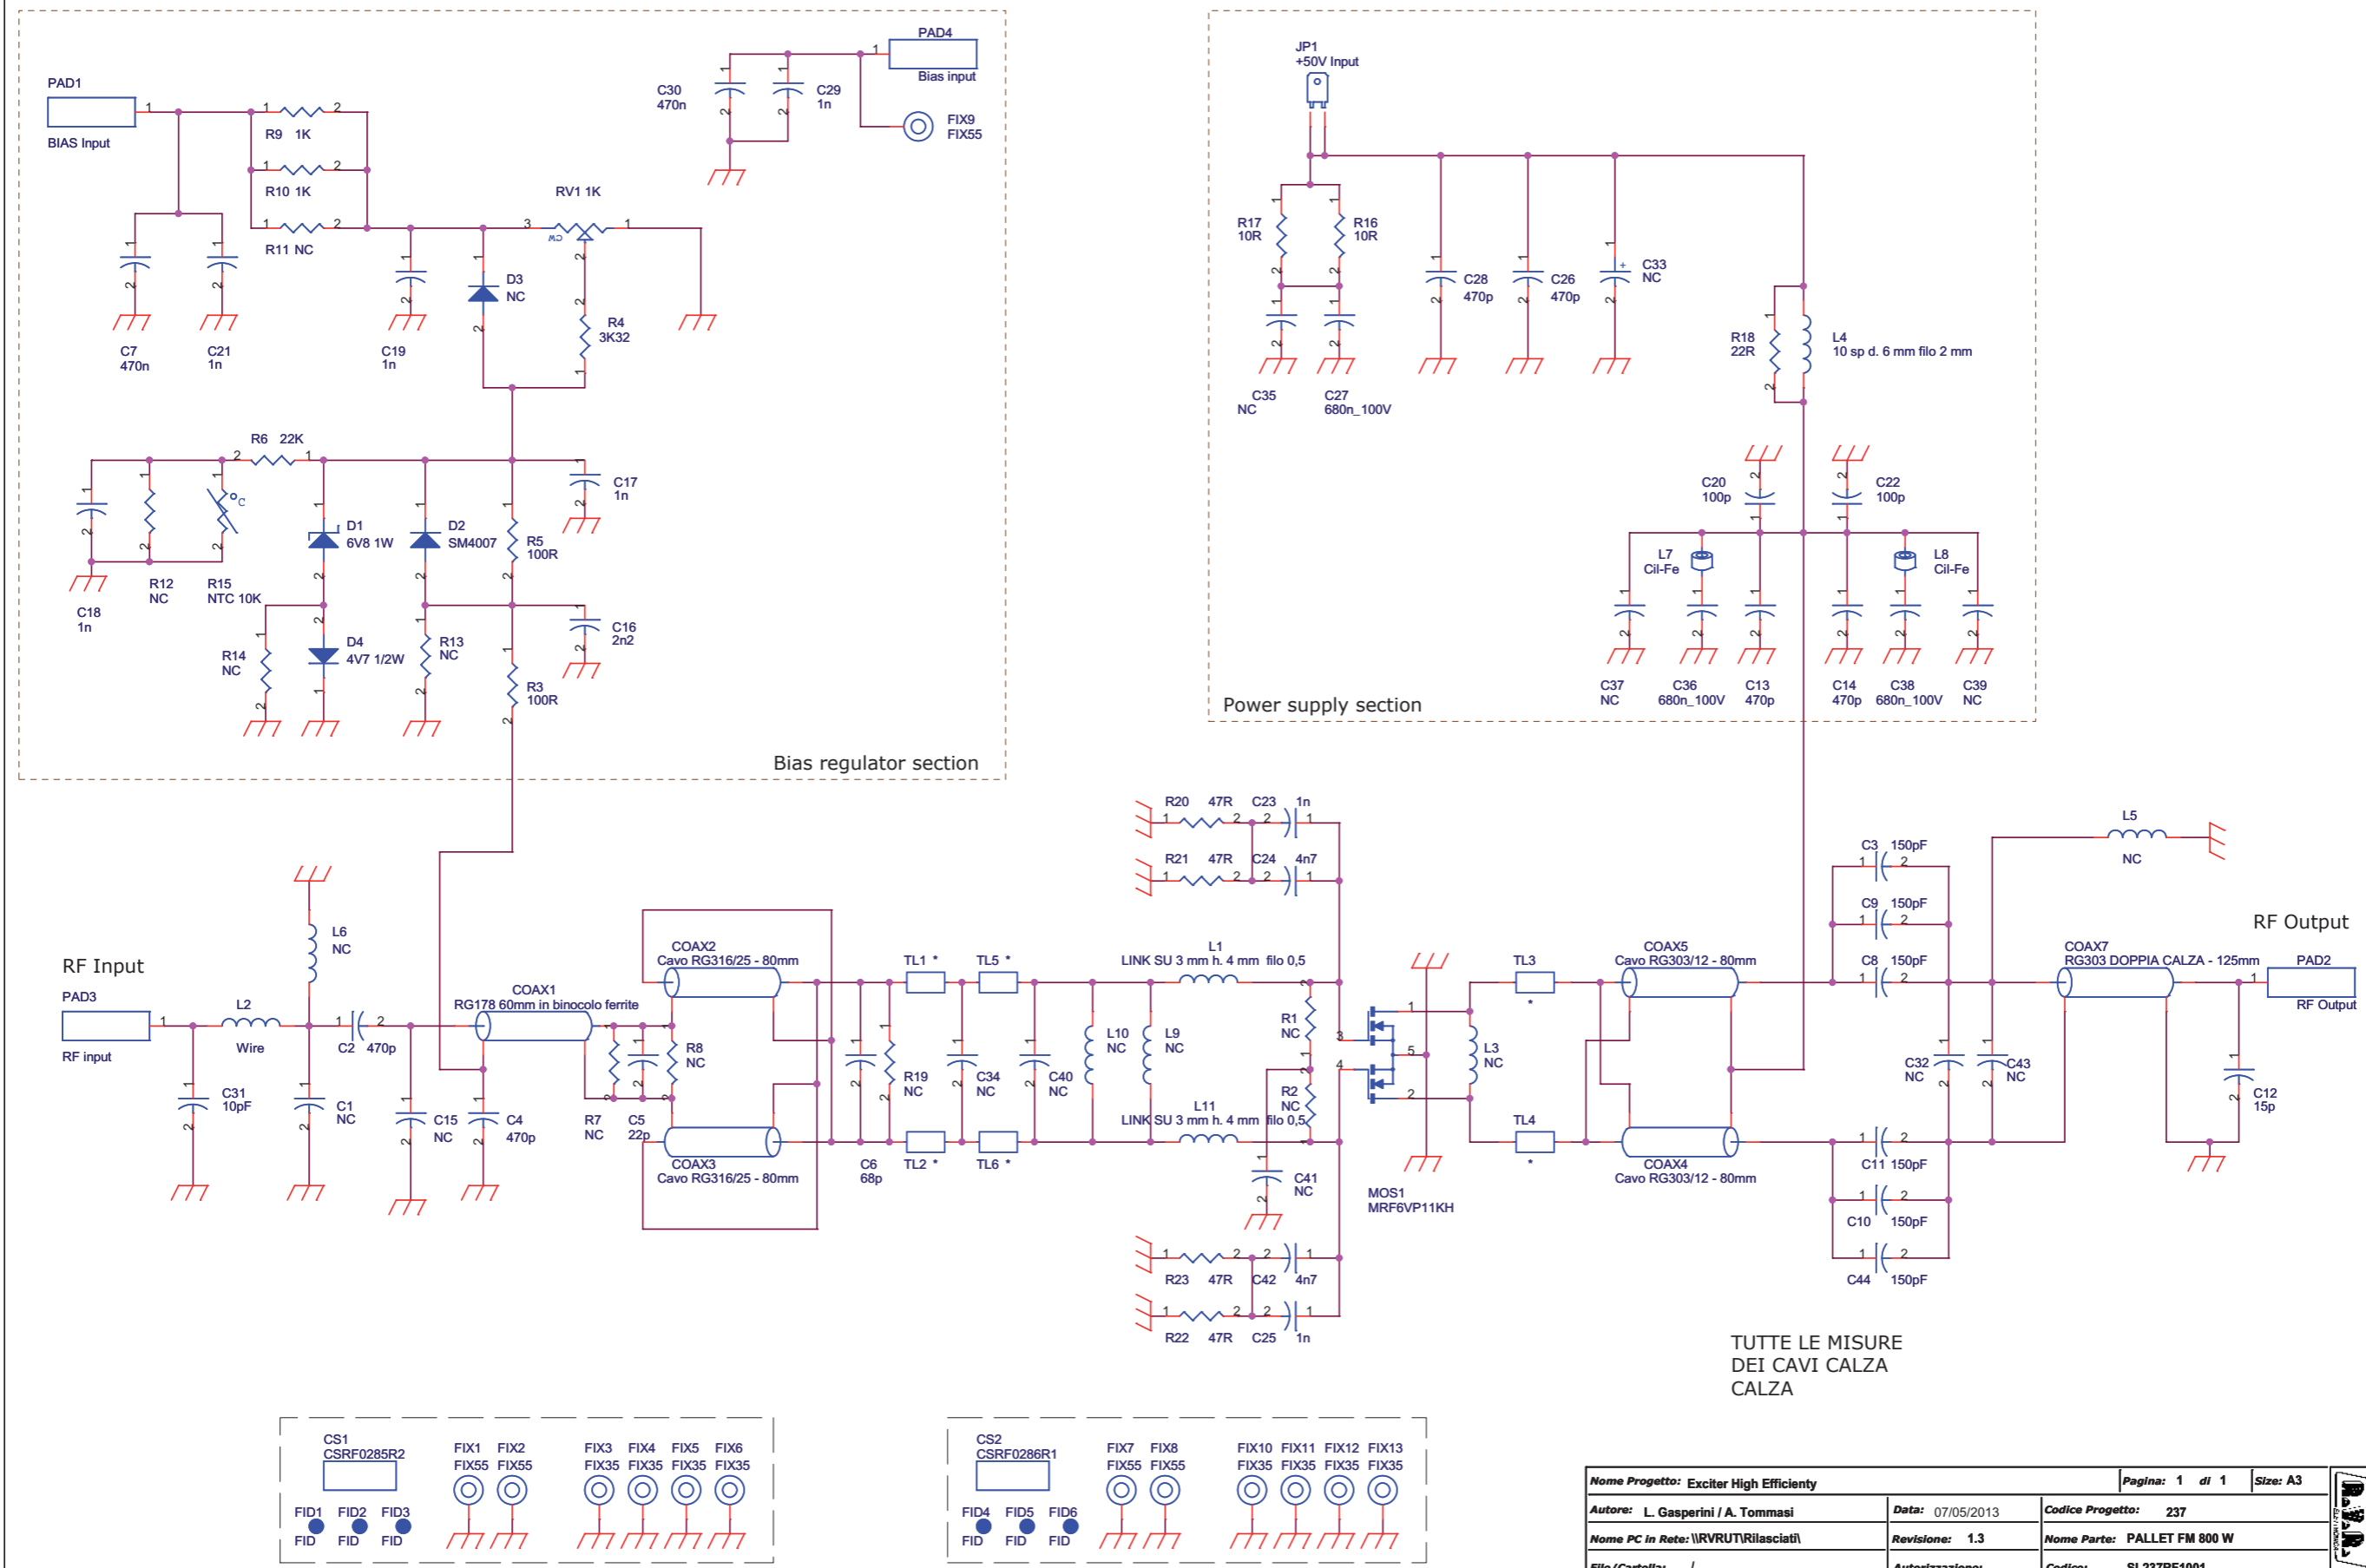 PAD1
1
BIAS Input
1 2
R9 1K
1 2
R10 1K
1 2
R11 NC
C7
470n
C21
1n
C19
1n
D3
NC
RV1 1K
CW
R4
3K32
C30
470n
C29
1n
PAD4
Bias input
FIX9
FIX55
R6 22K
C17
1n
C18
1n
R12
NC
R15
NTC 10K
°C
D1
6V8 1W
D2
SM4007
R5
100R
R14
NC
D4
4V7 1/2W
R13
NC
C16
2n2
R3
100R
Bias regulator section
JP1
+50V Input
R17
10R
R16
10R
C35
NC
C27
680n_100V
C28
470p
C26
470p
C33
NC
R18
22R
L4
10 sp d. 6 mm filo 2 mm
C20
100p
C22
100p
L7
Cil-Fe
L8
Cil-Fe
C37
NC
C36
680n_100V
C13
470p
C14
470p
C38
680n_100V
C39
NC
Power supply section
RF Input
PAD3
RF input
L2
Wire
L6
NC
C31
10pF
C1
NC
C2 470p
C15
NC
C4
470p
COAX1
RG178 60mm in binocolo ferrite
R7
NC
C5
22p
R8
NC
COAX2
Cavo RG316/25 - 80mm
COAX3
Cavo RG316/25 - 80mm
C6
68p
R19
NC
TL1 *
TL5 *
C34
NC
C40
NC
TL2 *
TL6 *
L10
NC
L9
NC
L1
LINK SU 3 mm h. 4 mm filo 0,5
L11
LINK SU 3 mm h. 4 mm filo 0,5
R20 47R C23 1n
R21 47R C24 4n7
R1
NC
R2
NC
C41
NC
R23 47R C42 4n7
R22 47R C25 1n
MOS1
MRF6VP11KH
L3
NC
TL3
*
TL4
*
COAX5
Cavo RG303/12 - 80mm
COAX4
Cavo RG303/12 - 80mm
C3 150pF
C9 150pF
C8 150pF
C11 150pF
C10 150pF
C44 150pF
C32
NC
C43
NC
L5
NC
COAX7
RG303 DOPPIA CALZA - 125mm
RF Output
PAD2
RF Output
C12
15p
TUTTE LE MISURE
DEI CAVI CALZA
CALZA
CS1
CSRF0285R2
FID1 FID2 FID3
FID FID FID
FIX1 FIX2 FIX3 FIX4 FIX5 FIX6
FIX55 FIX55 FIX35 FIX35 FIX35 FIX35
CS2
CSRF0286R1
FID4 FID5 FID6
FID FID FID
FIX7 FIX8 FIX10 FIX11 FIX12 FIX13
FIX55 FIX55 FIX35 FIX35 FIX35 FIX35
Nome Progetto: Exciter High Efficienty Pagina: 1 di 1 Size: A3
Autore: L. Gasperini / A. Tommasi Data: 07/05/2013 Codice Progetto: 237
Nome PC in Rete: \\RVRUT\Rilasciati\ Revisione: 1.3 Nome Parte: PALLET FM 800 W
File/Cartella: / Autorizzazione: Codice: SL237RF1001
R.V.R.